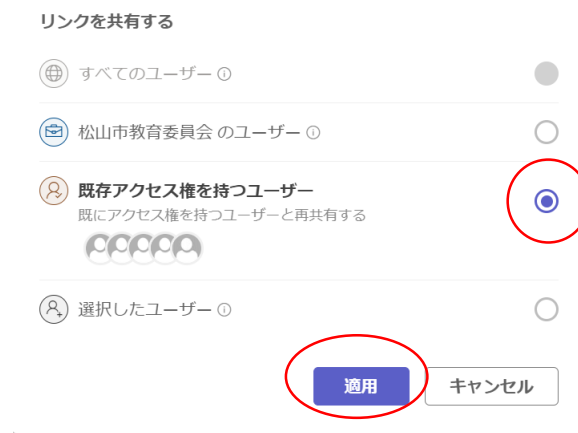 リンクを共有する
すべてのユーザー
松山市教育委員会 のユーザー
既存アクセス権を持つユーザー
既にアクセス権を持つユーザーと再共有する
選択したユーザー
適用
キャンセル